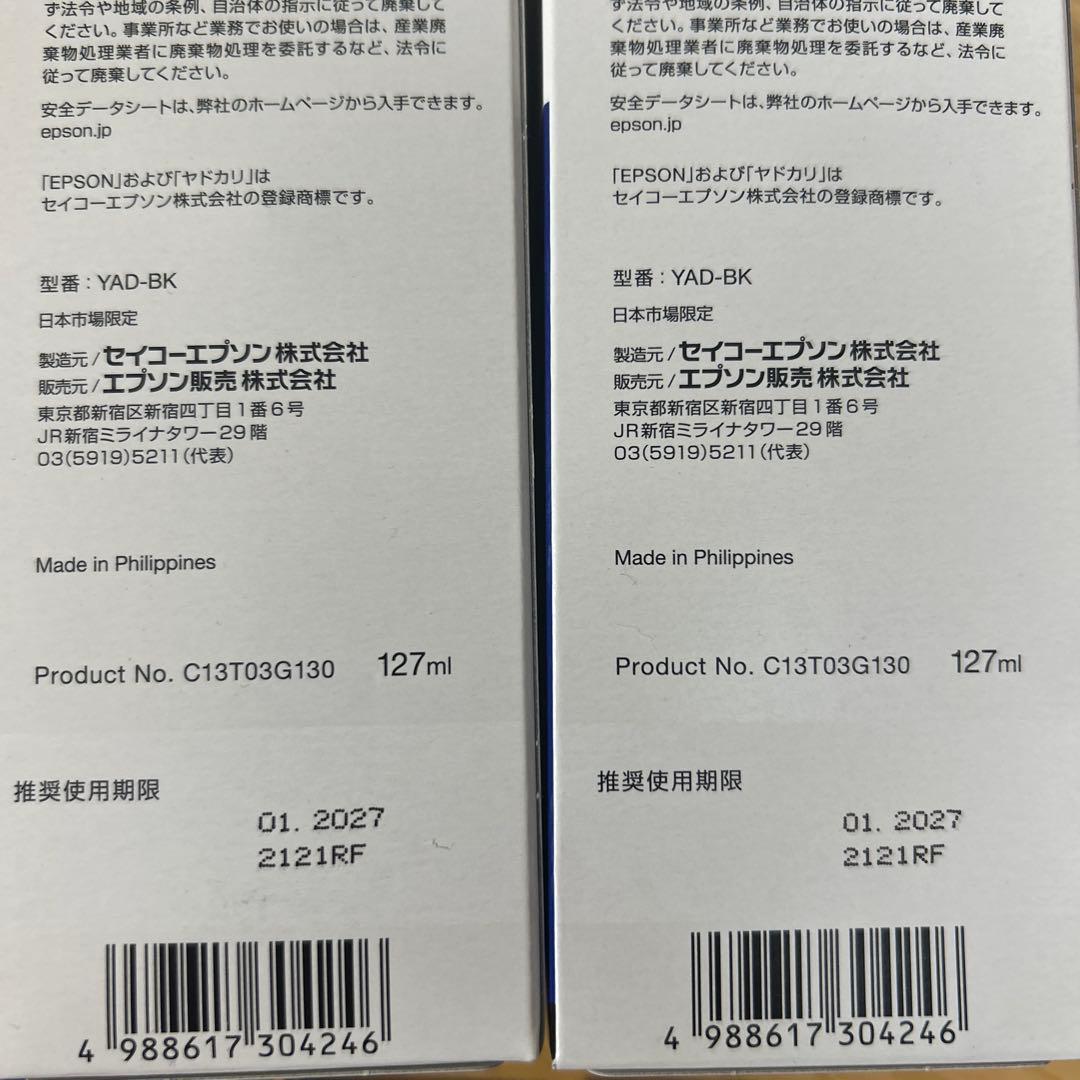 ず法令や地域の条例、自治体の指示に従って廃棄して
ください。事業所など業務でお使いの場合は、産業廃
棄物処理業者に廃棄物処理を委託するなど、法令に
従って廃棄してください。
安全データシートは、弊社のホームページから入手できます。
epson.jp
「EPSON」および「ヤドカリ」は
セイコーエプソン株式会社の登録商標です。
型番：YAD-BK
日本市場限定
製造元/セイコーエプソン株式会社
販売元/エプソン販売株式会社
東京都新宿区新宿四丁目1番6号
JR新宿ミライナタワー29階
03(5919)5211(代表)
Made in Philippines
Product No. C13T03G130 127ml
推奨使用期限
01. 2027
2121RF
4 988617 304246
ず法令や地域の条例、自治体の指示に従って廃棄して
ください。事業所など業務でお使いの場合は、産業廃
棄物処理業者に廃棄物処理を委託するなど、法令に
従って廃棄してください。
安全データシートは、弊社のホームページから入手できます。
epson.jp
「EPSON」および「ヤドカリ」は
セイコーエプソン株式会社の登録商標です。
型番：YAD-BK
日本市場限定
製造元/セイコーエプソン株式会社
販売元/エプソン販売株式会社
東京都新宿区新宿四丁目1番6号
JR新宿ミライナタワー29階
03(5919)5211(代表)
Made in Philippines
Product No. C13T03G130 127ml
推奨使用期限
01. 2027
2121RF
4 988617 304246